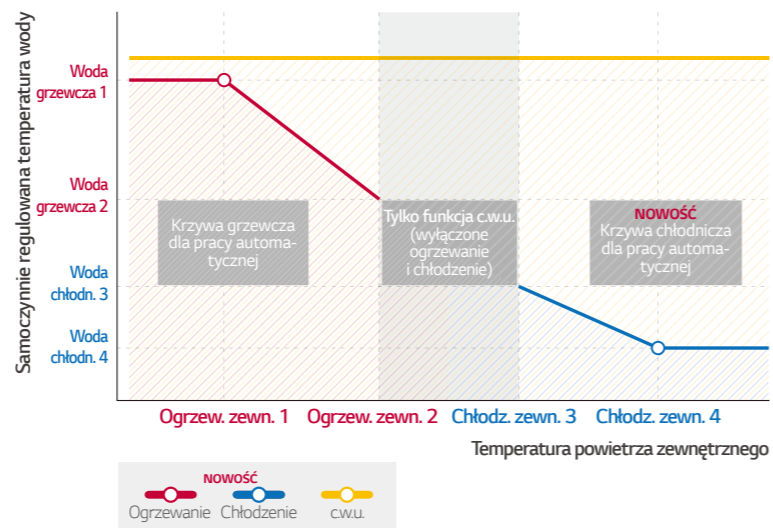 Samoczynnie regulowana temperatura wody
Woda
grzewcza 1
Woda
grzewcza 2
Woda
chłodn. 3
Woda
chłodn. 4
Krzywa grzewcza
dla pracy automa-
tycznej
Tylko funkcja c.w.u.
(wyłączone
ogrzewanie
i chłodzenie)
NOWOŚĆ
Krzywa chłodnicza
dla pracy automa-
tycznej
Ogrzew. zewn. 1
Ogrzew. zewn. 2
Chłodz. zewn. 3
Chłodz. zewn. 4
Temperatura powietrza zewnętrznego
NOWOŚĆ
Ogrzewanie
Chłodzenie
c.w.u.